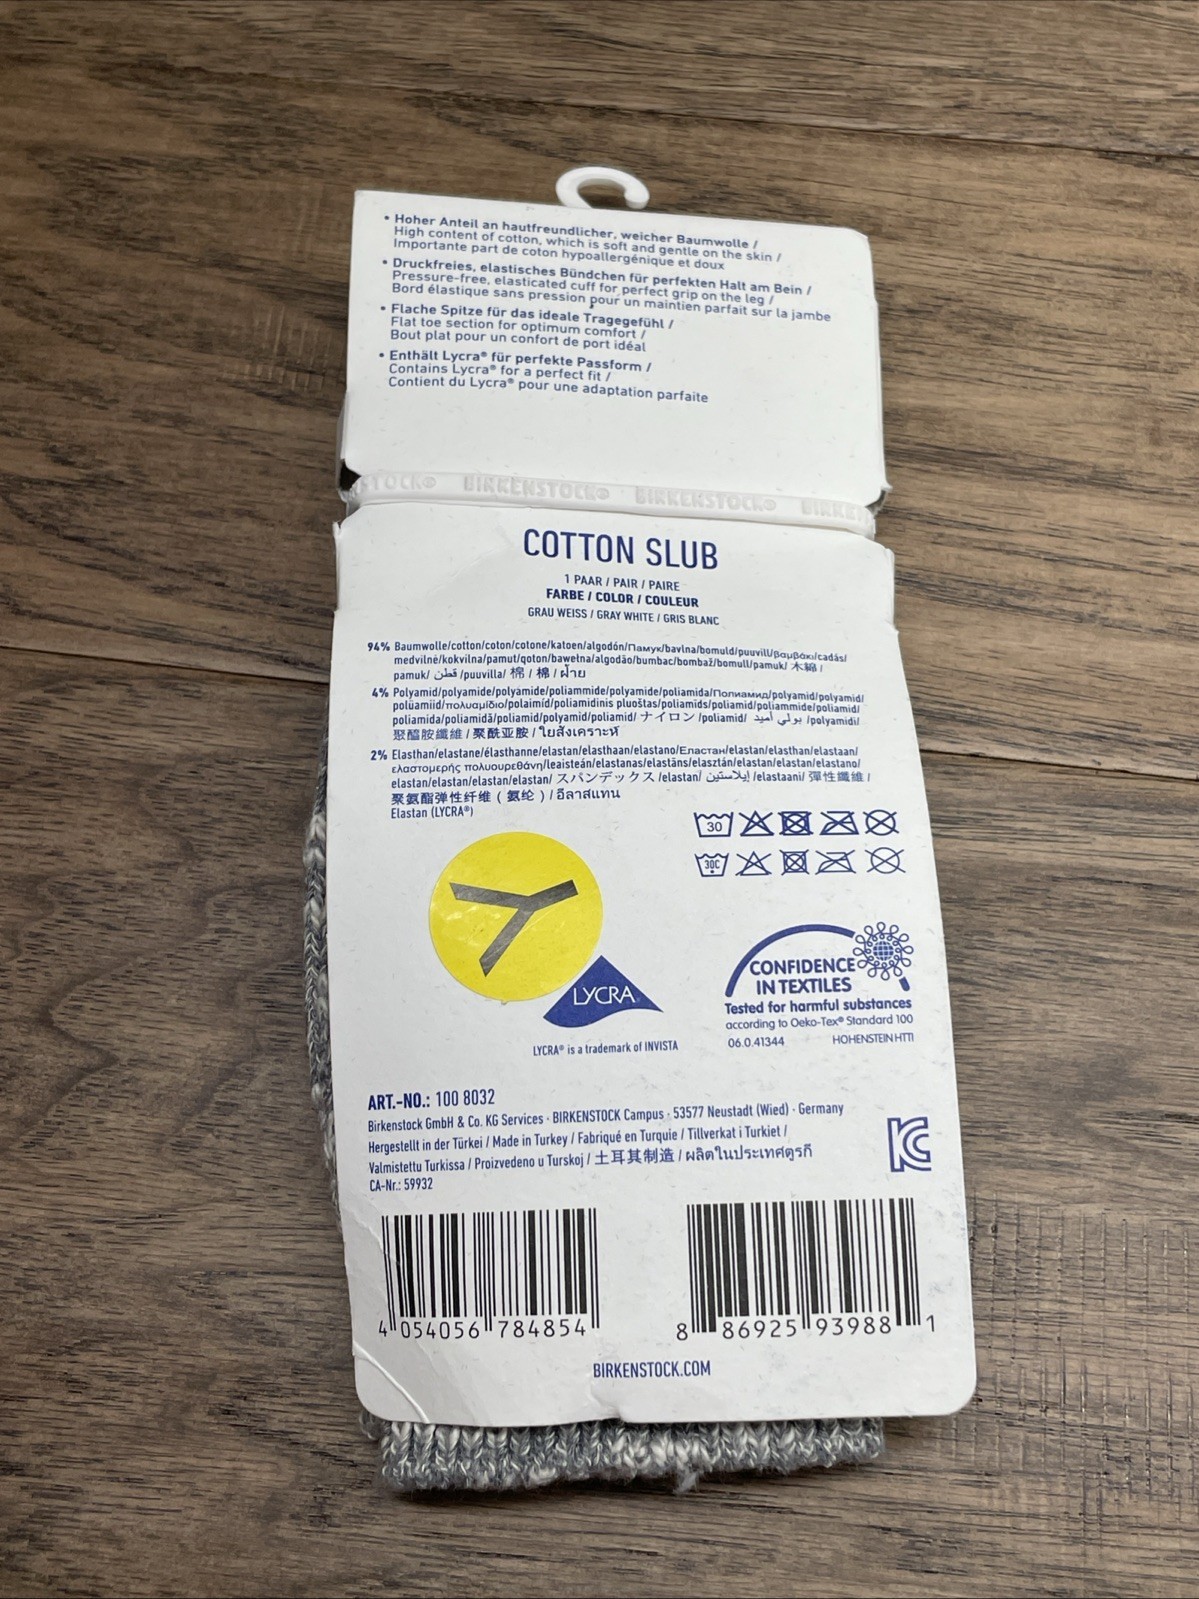 • Hoher Anteil an hautfreundlicher, weicher Baumwolle /
High content of cotton, which is soft and gentle on the skin /
Importante part de coton hypoallergénique et doux
• Druckfreies, elastisches Bündchen für perfekten Halt am Bein /
Pressure-free, elasticated cuff for perfect grip on the leg /
Bord élastique sans pression pour un maintien parfait sur la jambe
• Flache Spitze für das ideale Tragegefühl /
Flat toe section for optimum comfort /
Bout plat pour un confort de port idéal
• Enthält Lycra® für perfekte Passform /
Contains Lycra® for a perfect fit /
Contient du Lycra® pour une adaptation parfaite
STOCK® BIRKENSTOCK® BIRKENSTOCK® BIRKEN
COTTON SLUB
1 PAAR / PAIR / PAIRE
FARBE / COLOR / COULEUR
GRAU WEISS / GRAY WHITE / GRIS BLANC
94% Baumwolle/cotton/coton/cotone/katoen/algodón/Памук/bavlna/bomuld/puuvill/βαμβάκι/cadás/
medvilnė/kokvilna/pamut/qoton/bawełna/algodão/bumbac/bombaž/bomull/pamuk/ 木綿 /
pamuk/ قطن /puuvilla/ 棉 / 棉 / ฝ้าย
4% Polyamid/polyamide/polyamide/poliammide/polyamide/poliamida/Полиамид/polyamid/polyamid/
polüamiid/πολυαμίδιο/polaimíd/poliamidinis pluoštas/poliamīds/poliamid/poliammide/poliamid/
poliamida/poliamidă/poliamid/polyamid/poliamid/ ナイロン /poliamid/ بولي أميد /polyamidi/
聚醯胺纖維 / 聚酰亚胺 / ใยสังเคราะห์
2% Elasthan/elastane/élasthanne/elastan/elasthaan/elastano/Еластан/elastan/elasthan/elastaan/
ελαστομερής πολυουρεθάνη/leaisteán/elastanas/elastāns/elasztán/elastan/elastan/elastano/
elastan/elastan/elastan/elastan/ スパンデックス /elastan/ إيلاستين /elastaani/ 彈性纖維 /
聚氨酯弹性纤维 ( 氨纶 ) / อีลาสแทน
Elastan (LYCRA®)
30
30C
LYCRA
LYCRA® is a trademark of INVISTA
CONFIDENCE
IN TEXTILES
Tested for harmful substances
according to Oeko-Tex® Standard 100
06.0.41344 HOHENSTEIN HTTI
ART.-NO.: 100 8032
Birkenstock GmbH & Co. KG Services · BIRKENSTOCK Campus · 53577 Neustadt (Wied) · Germany
Hergestellt in der Türkei / Made in Turkey / Fabriqué en Turquie / Tillverkat i Turkiet /
Valmistettu Turkissa / Proizvedeno u Turskoj / 土耳其制造 / ผลิตในประเทศตุรกี
CA-Nr.: 59932
4 054056 784854
8 86925 93988 1
BIRKENSTOCK.COM